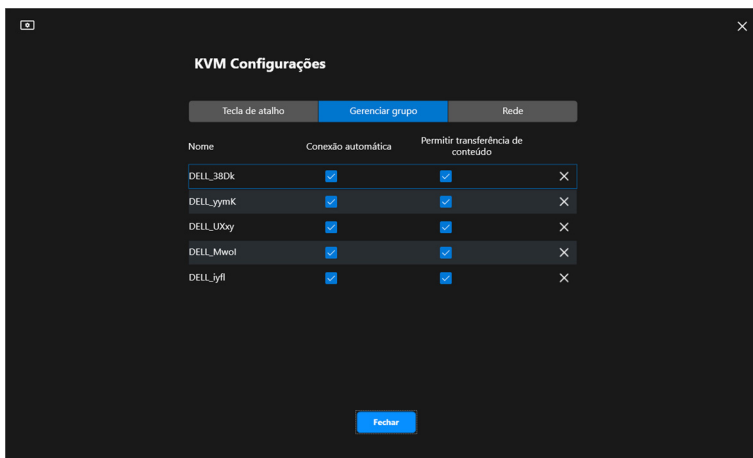 KVM Configurações
Tecla de atalho Gerenciar grupo Rede
Nome Conexão automática Permitir transferência de conteúdo
DELL_38Dk
DELL_yymK
DELL_UXxy
DELL_Mwol
DELL_iyfl
Fechar